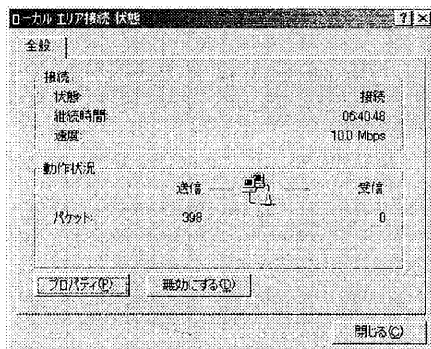 ローカル エリア接続 状態
全般
接続
状態: 接続
継続時間: 05:40:48
速度: 10.0 Mbps
動作状況
送信 受信
パケット: 398 0
プロパティ(P) 無効にする(D)
閉じる(C)